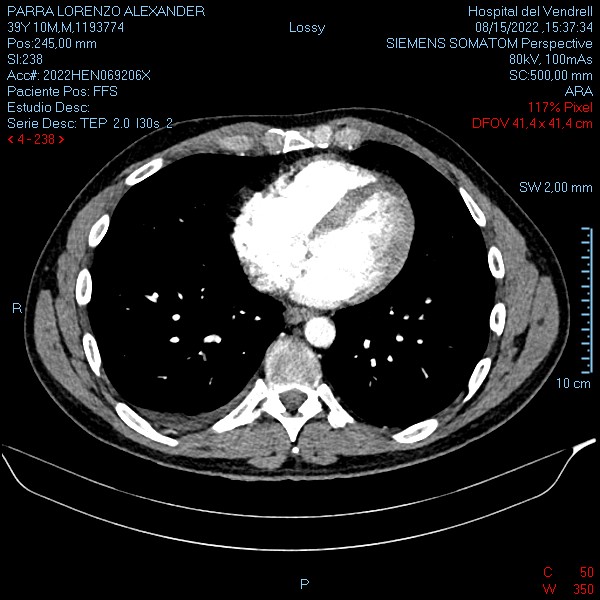 PARRA LORENZO ALEXANDER
39Y 10M,M,1193774
Pos:245,00 mm
SI:238
Acc#: 2022HEN069206X
Paciente Pos: FFS
Estudio Desc:
Serie Desc: TEP 2.0 I30s 2
< 4 - 238 >
Lossy
Hospital del Vendrell
08/15/2022 ,15:37:34
SIEMENS SOMATOM Perspective
80kV, 100mAs
SC:500,00 mm
ARA
117% Pixel
DFOV 41,4 x 41,4 cm
SW 2,00 mm
R
10 cm
P
C 50
W 350